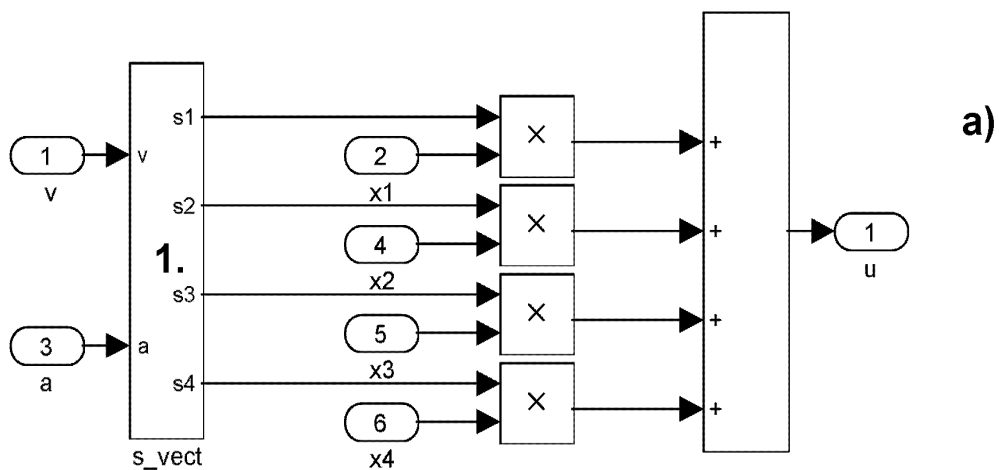 a)
s1
1
v
v
2
x1
×
+
s2
4
x2
×
+
1
u
1.
s3
5
x3
×
+
3
a
a
s4
6
x4
×
+
s_vect